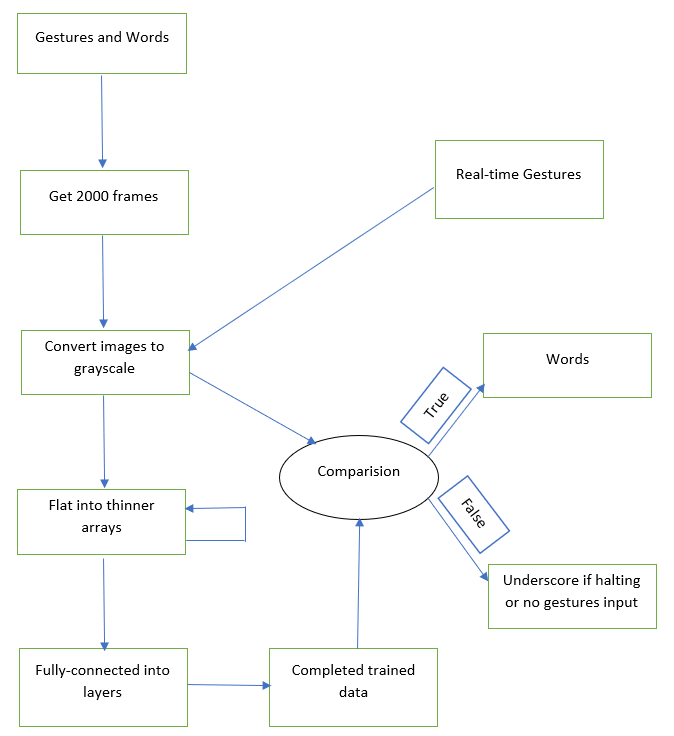 Gestures and Words
Get 2000 frames
Real-time Gestures
Convert images to
grayscale
Words
True
Comparision
False
Flat into thinner
arrays
Underscore if halting
or no gestures input
Fully-connected into
layers
Completed trained
data